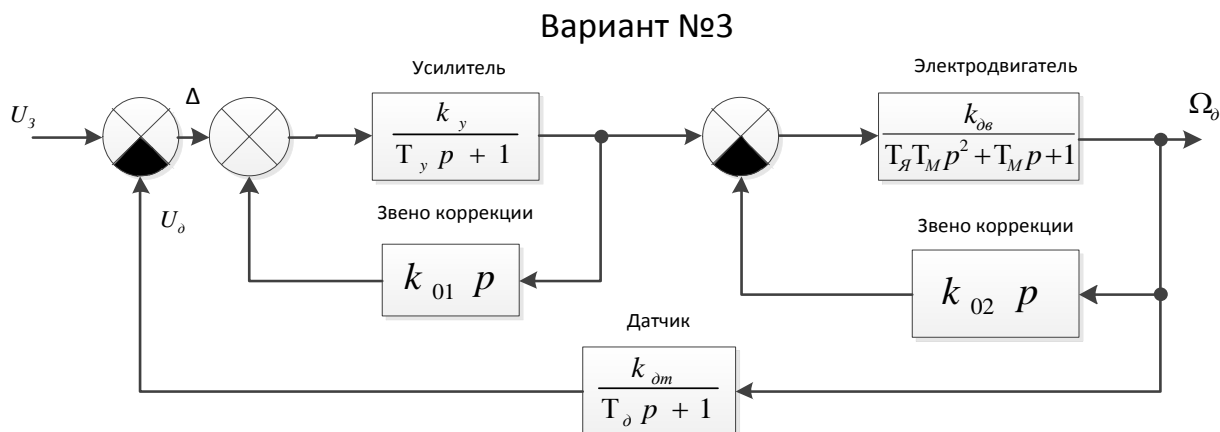 Вариант №3
Усилитель
Электродвигатель
U_З
Δ
k_у
T_у p + 1
k_дв
T_Я T_М p² + T_М p + 1
Ω_д
U_д
Звено коррекции
Звено коррекции
k_01 p
k_02 p
Датчик
k_дт
T_д p + 1